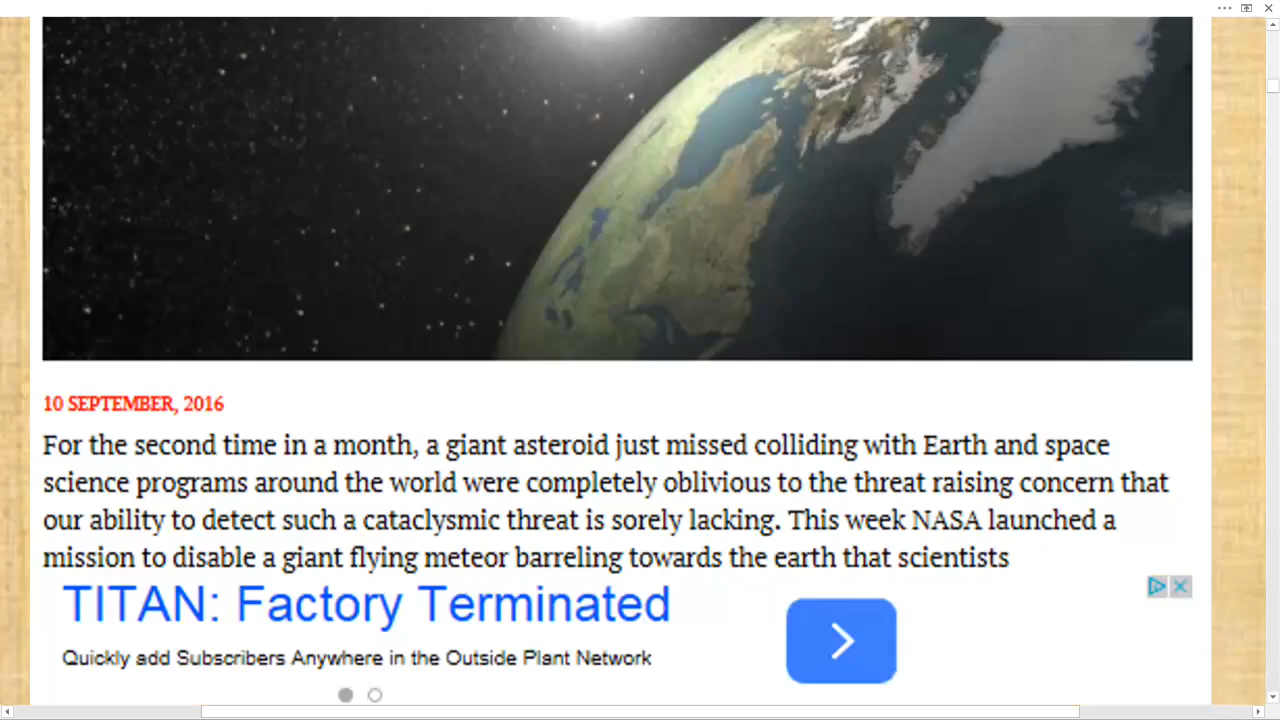 10 SEPTEMBER, 2016
For the second time in a month, a giant asteroid just missed colliding with Earth and space
science programs around the world were completely oblivious to the threat raising concern that
our ability to detect such a cataclysmic threat is sorely lacking. This week NASA launched a
mission to disable a giant flying meteor barreling towards the earth that scientists
TITAN: Factory Terminated
Quickly add Subscribers Anywhere in the Outside Plant Network